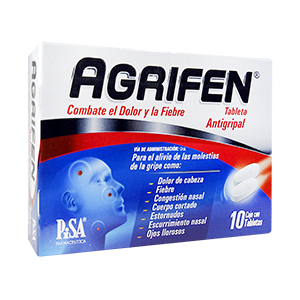 AGRIFEN®
Combate el Dolor y la Fiebre
Tableta
Antigripal
VÍA DE ADMINISTRACIÓN: Oral
Para el alivio de las molestias
de la gripe como:
- Dolor de cabeza
- Fiebre
- Congestión nasal
- Cuerpo cortado
- Estornudos
- Escurrimiento nasal
- Ojos llorosos
PiSA®
FARMACÉUTICA
10 Caja con
Tabletas